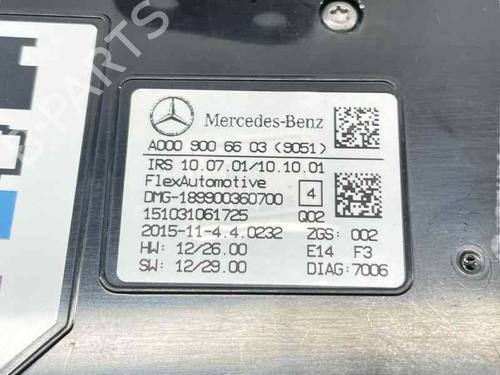 B-PARTS
Mercedes-Benz
A000 900 66 03 (9051)
IRS 10.07.01/10.10.01
FlexAutomotive 4
DMG-189900360700
151031061725 Q02
2015-11-4.4.0232 ZGS: 002
HW: 12/26.00 E14 F3
SW: 12/29.00 DIAG:7006